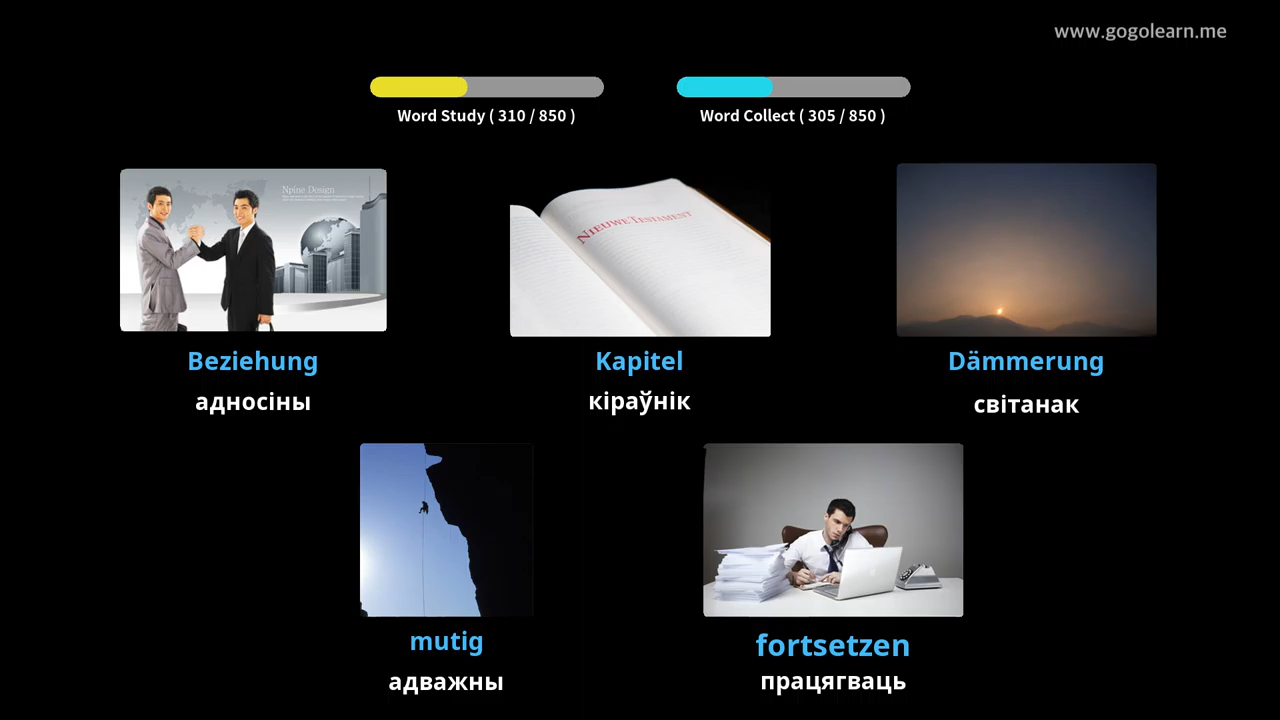 www.gogolearn.me
Word Study ( 310 / 850 )
Word Collect ( 305 / 850 )
Npine Design
NIEUWE TESTAMENT
Beziehung
Kapitel
Dämmerung
адносіны
кіраўнік
світанак
mutig
fortsetzen
адважны
працягваць